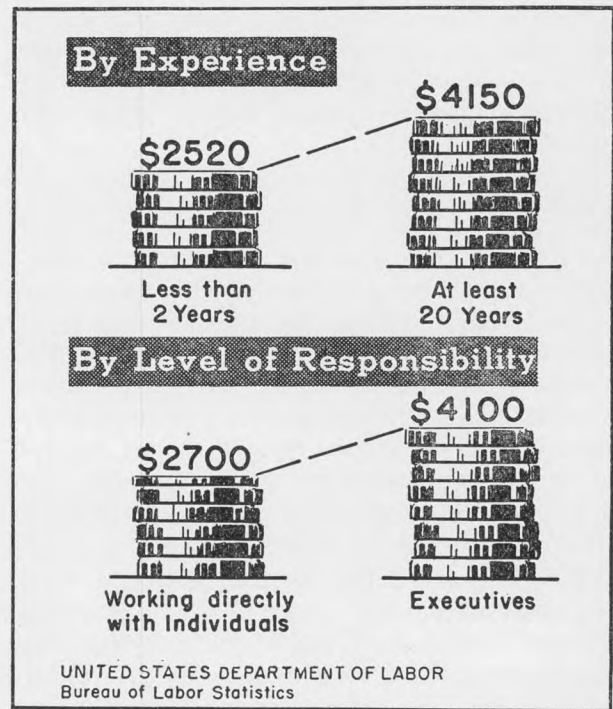 By Experience
$4150
$2520
Less than
2 Years
At least
20 Years
By Level of Responsibility
$4100
$2700
Working directly
with Individuals
Executives
UNITED STATES DEPARTMENT OF LABOR
Bureau of Labor Statistics